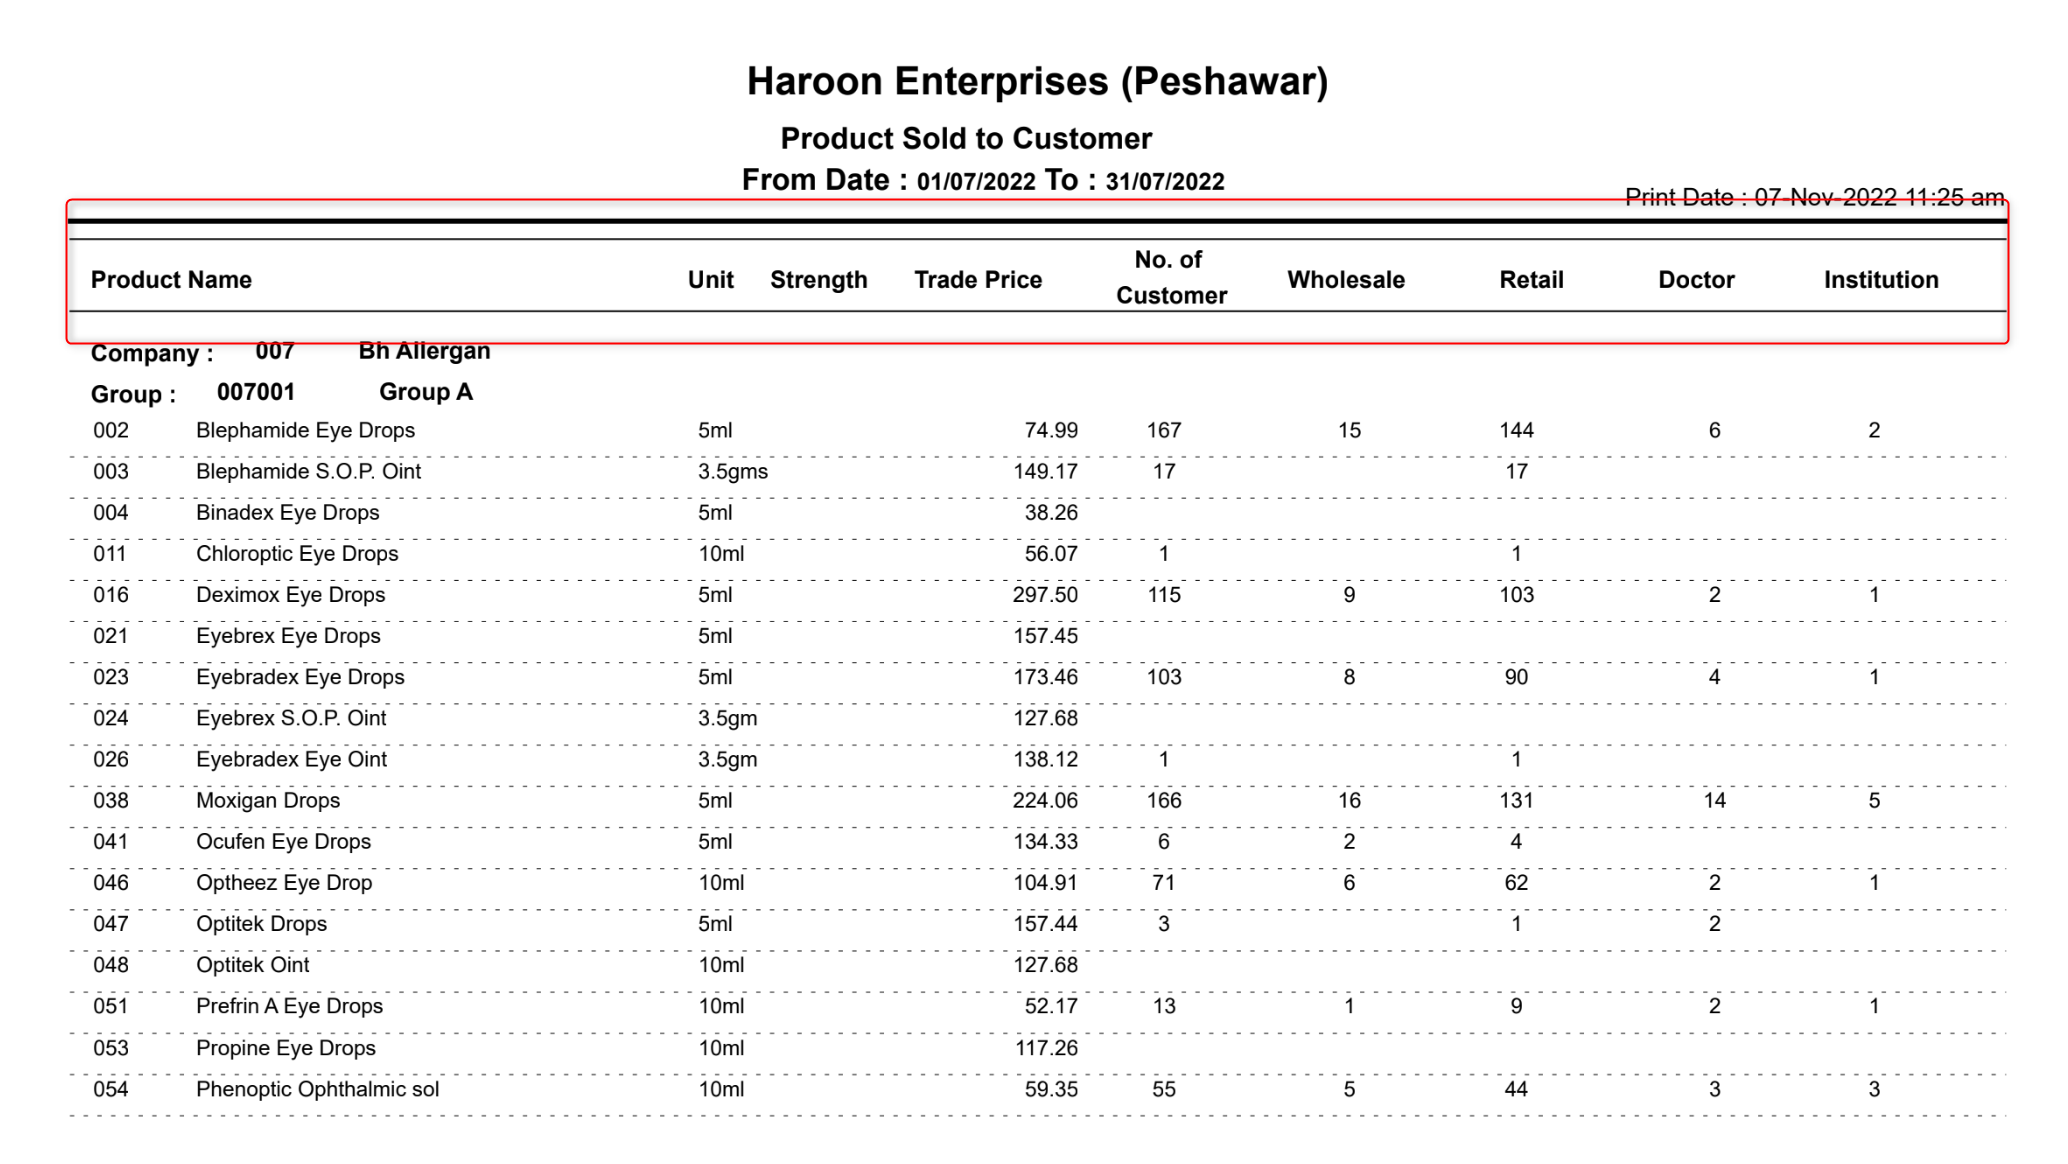 Haroon Enterprises (Peshawar)
Product Sold to Customer
From Date : 01/07/2022 To : 31/07/2022
Print Date : 07-Nov-2022 11:25 am
Product Name Unit Strength Trade Price No. of Customer Wholesale Retail Doctor Institution
Company : 007 Bh Allergan
Group : 007001 Group A
002 Blephamide Eye Drops 5ml 74.99 167 15 144 6 2
003 Blephamide S.O.P. Oint 3.5gms 149.17 17 17
004 Binadex Eye Drops 5ml 38.26
011 Chloroptic Eye Drops 10ml 56.07 1 1
016 Deximox Eye Drops 5ml 297.50 115 9 103 2 1
021 Eyebrex Eye Drops 5ml 157.45
023 Eyebradex Eye Drops 5ml 173.46 103 8 90 4 1
024 Eyebrex S.O.P. Oint 3.5gm 127.68
026 Eyebradex Eye Oint 3.5gm 138.12 1 1
038 Moxigan Drops 5ml 224.06 166 16 131 14 5
041 Ocufen Eye Drops 5ml 134.33 6 2 4
046 Optheez Eye Drop 10ml 104.91 71 6 62 2 1
047 Optitek Drops 5ml 157.44 3 1 2
048 Optitek Oint 10ml 127.68
051 Prefrin A Eye Drops 10ml 52.17 13 1 9 2 1
053 Propine Eye Drops 10ml 117.26
054 Phenoptic Ophthalmic sol 10ml 59.35 55 5 44 3 3